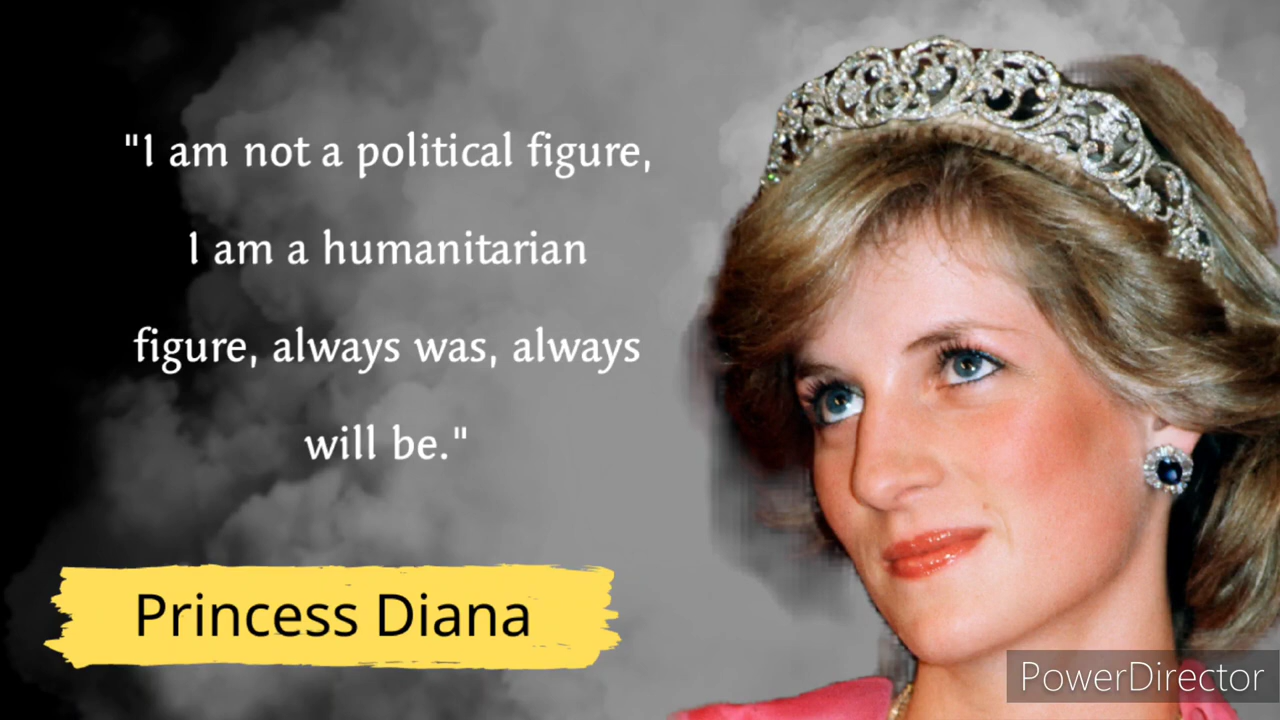 "I am not a political figure,
I am a humanitarian
figure, always was, always
will be."
Princess Diana
PowerDirector